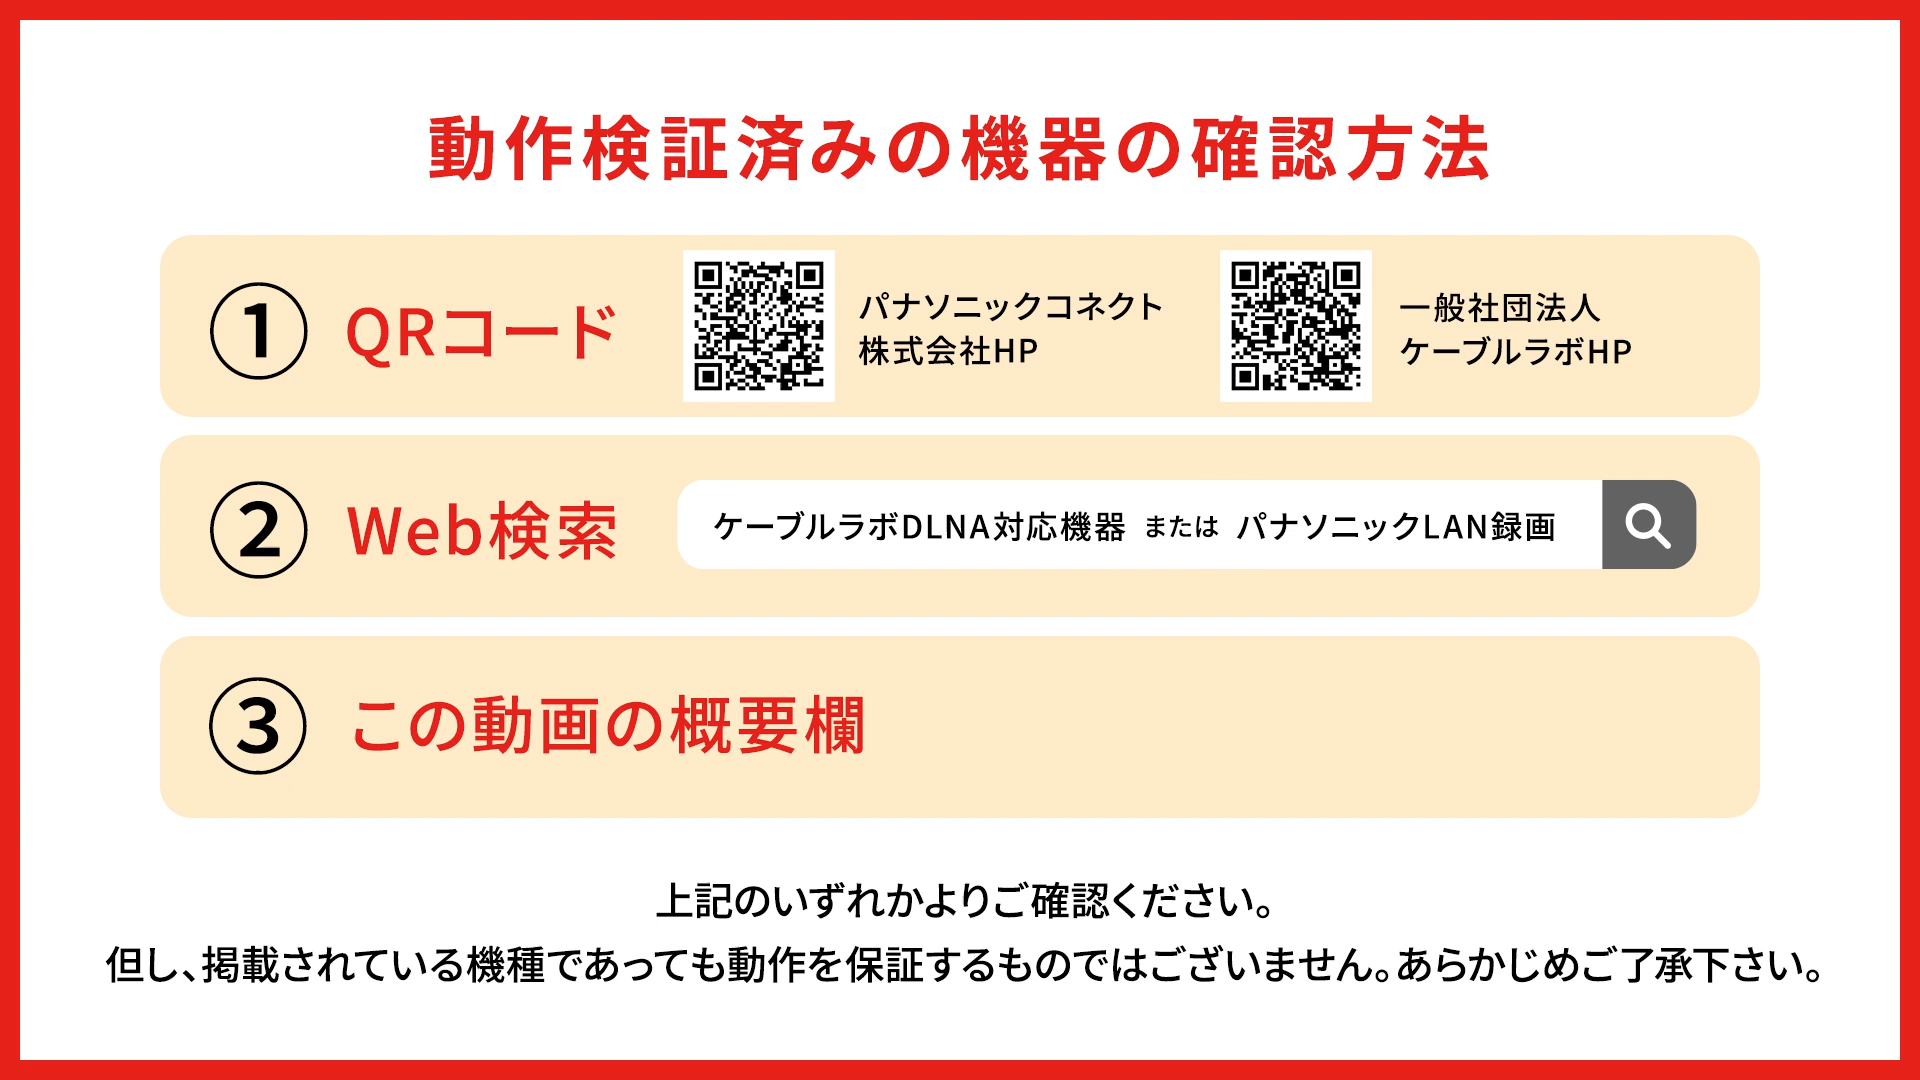 動作検証済みの機器の確認方法
① QRコード
パナソニックコネクト
株式会社HP
一般社団法人
ケーブルラボHP
② Web検索
ケーブルラボDLNA対応機器 または パナソニックLAN録画
③ この動画の概要欄
上記のいずれかよりご確認ください。
但し、掲載されている機種であっても動作を保証するものではございません。あらかじめご了承下さい。